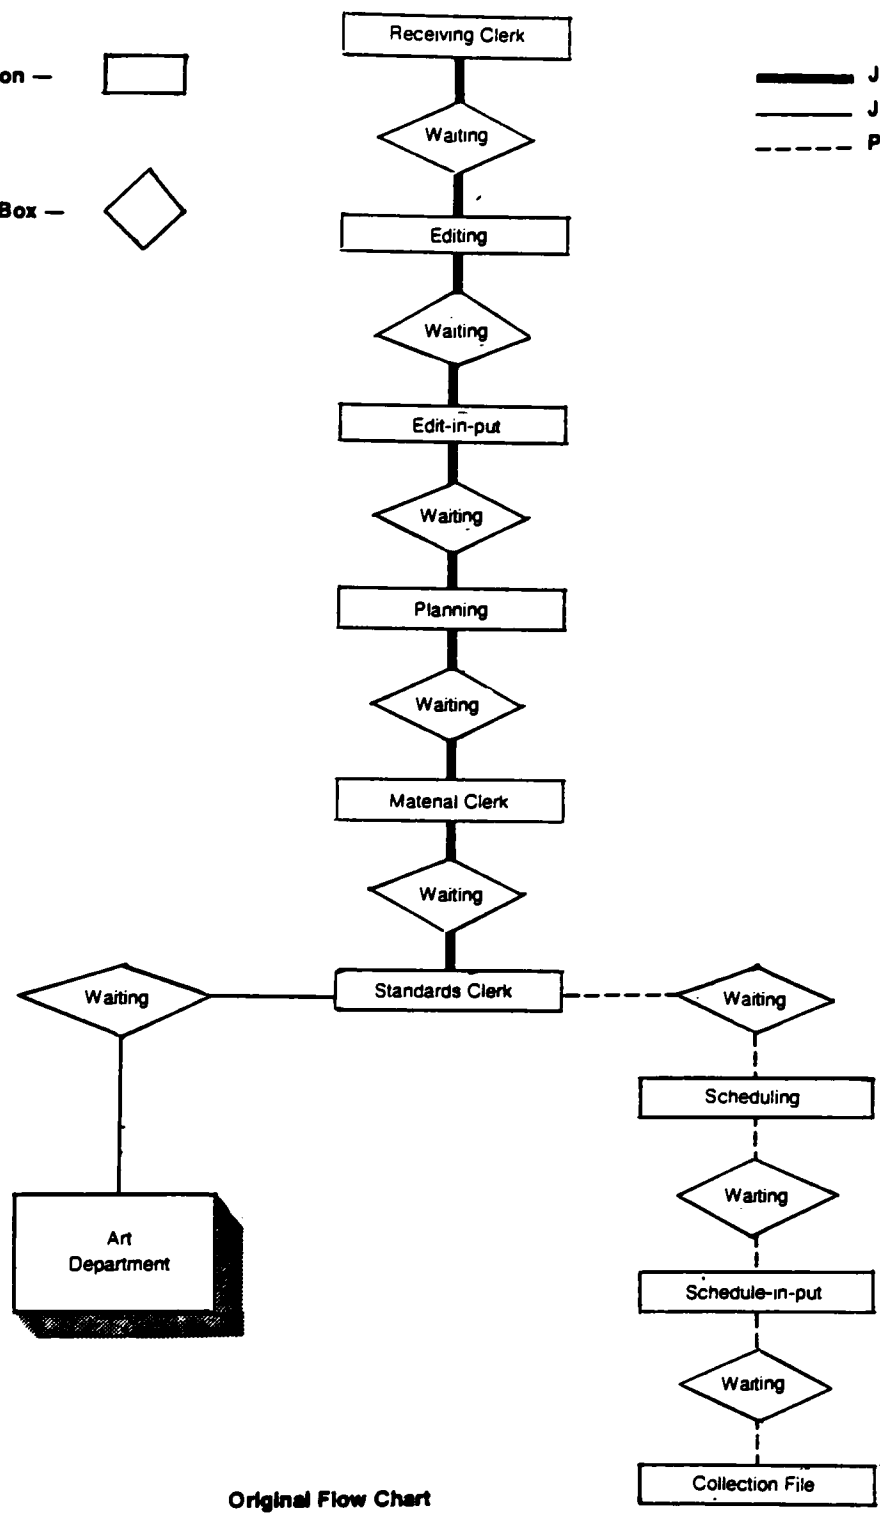 Receiving Clerk
on —
J
J
P
Waiting
Box —
Editing
Waiting
Edit-in-put
Waiting
Planning
Waiting
Material Clerk
Waiting
Waiting
Standards Clerk
Waiting
Scheduling
Waiting
Art
Department
Schedule-in-put
Waiting
Collection File
Original Flow Chart